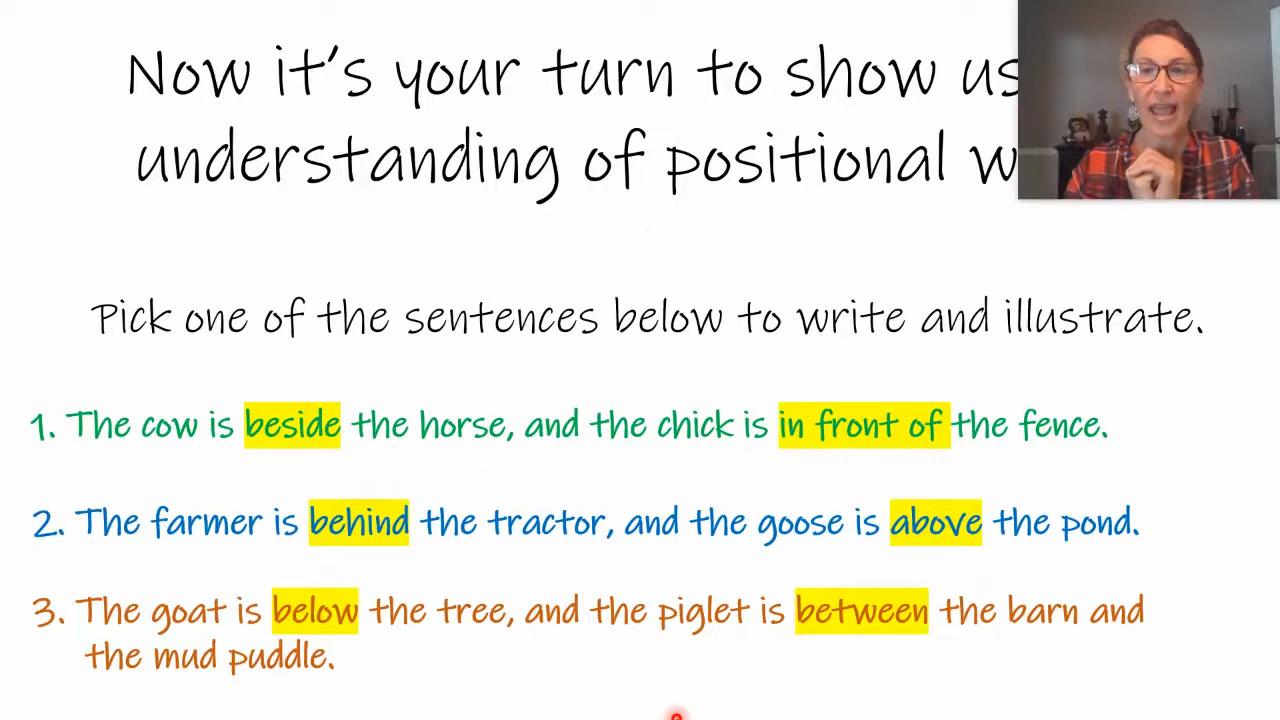 Now it's your turn to show us
understanding of positional
Pick one of the sentences below to write and illustrate.
1. The cow is beside the horse, and the chick is in front of the fence.
2. The farmer is behind the tractor, and the goose is above the pond.
3. The goat is below the tree, and the piglet is between the barn and
the mud puddle.